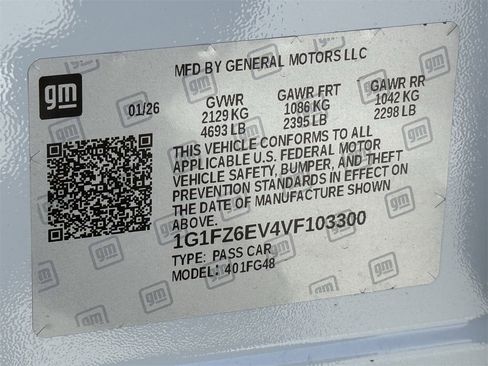 gm
MFD BY GENERAL MOTORS LLC
01/26 GVWR GAWR FRT GAWR RR
2129 KG 1086 KG 1042 KG
4693 LB 2395 LB 2298 LB
THIS VEHICLE CONFORMS TO ALL
APPLICABLE U.S. FEDERAL MOTOR
VEHICLE SAFETY, BUMPER, AND THEFT
PREVENTION STANDARDS IN EFFECT ON
THE DATE OF MANUFACTURE SHOWN
ABOVE.
1G1FZ6EV4VF103300
TYPE: PASS CAR
MODEL: 401FG48